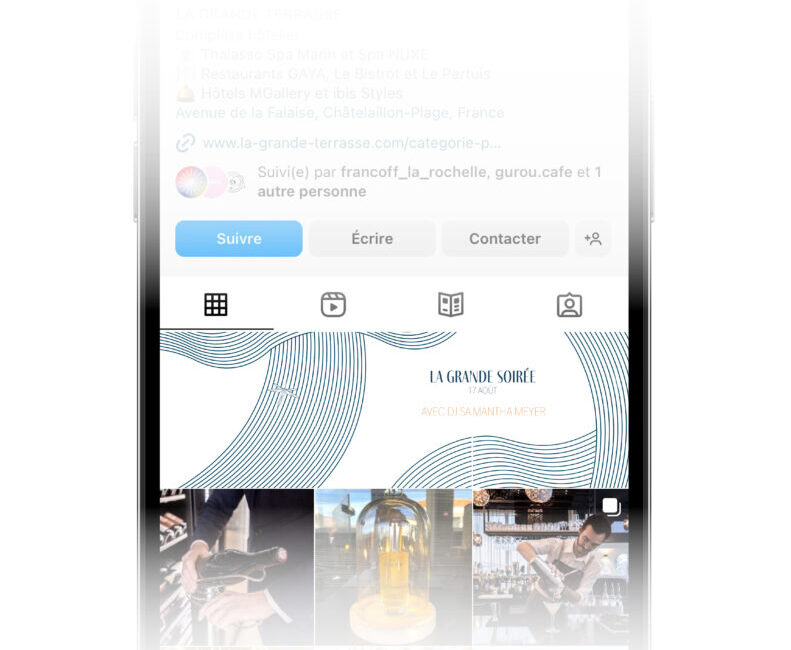 LA GRANDE TERRASSE
Complexe hôtelier
Thalasso Spa Marin et Spa NUXE
Restaurants GAYA, Le Bistrot et Le Pertuis
Hôtels MGallery et ibis Styles
Avenue de la Falaise, Châtelaillon-Plage, France
www.la-grande-terrasse.com/categorie-p...
Suivi(e) par francoff_la_rochelle, gurou.cafe et 1
autre personne
Suivre
Écrire
Contacter
LA GRANDE SOIRÉE
17 AOÛT
AVEC DJ SAMANTHA MEYER